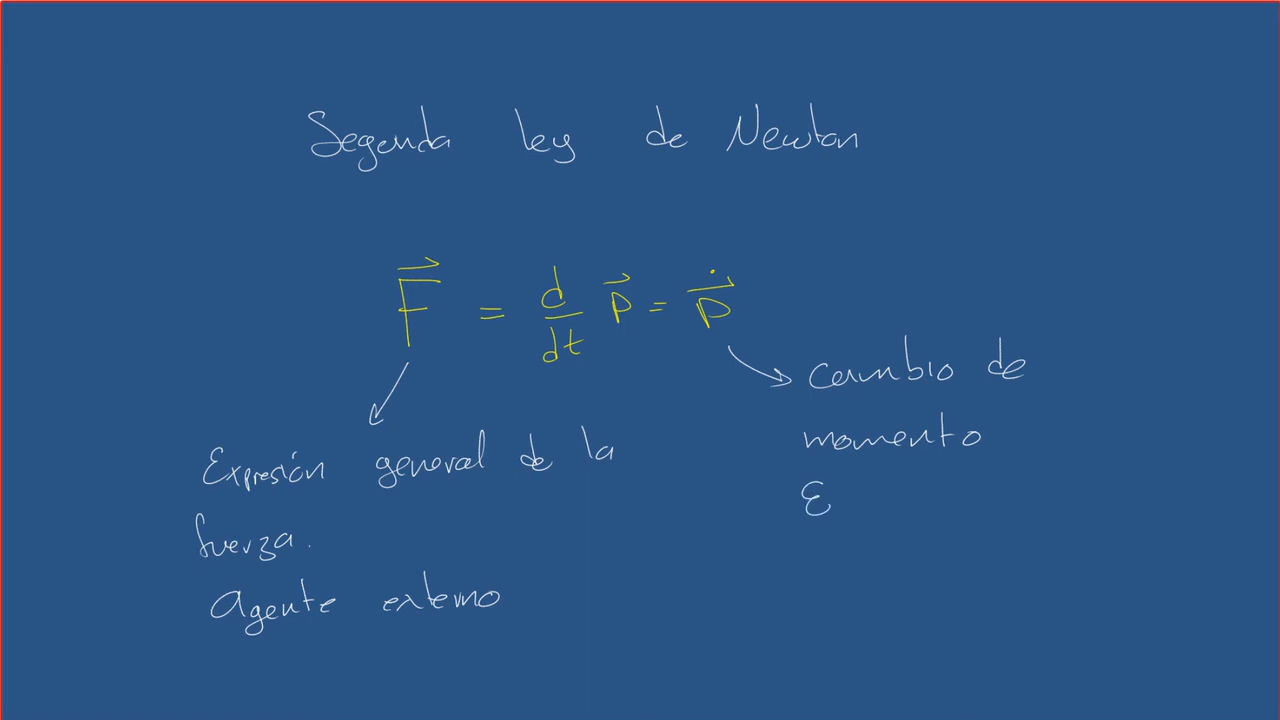 Segunda ley de Newton
F⃗ = d/dt p⃗ = ṗ⃗
Expresión general de la
fuerza.
Agente externo
cambio de
momento
E